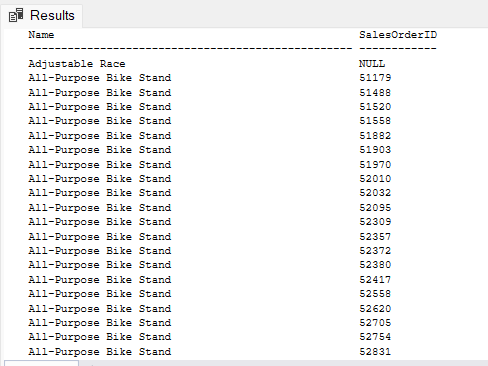 Results
Name SalesOrderID
-------------------------------------------------- ------------
Adjustable Race NULL
All-Purpose Bike Stand 51179
All-Purpose Bike Stand 51488
All-Purpose Bike Stand 51520
All-Purpose Bike Stand 51558
All-Purpose Bike Stand 51882
All-Purpose Bike Stand 51903
All-Purpose Bike Stand 51970
All-Purpose Bike Stand 52010
All-Purpose Bike Stand 52032
All-Purpose Bike Stand 52095
All-Purpose Bike Stand 52309
All-Purpose Bike Stand 52357
All-Purpose Bike Stand 52372
All-Purpose Bike Stand 52380
All-Purpose Bike Stand 52417
All-Purpose Bike Stand 52558
All-Purpose Bike Stand 52620
All-Purpose Bike Stand 52705
All-Purpose Bike Stand 52754
All-Purpose Bike Stand 52831